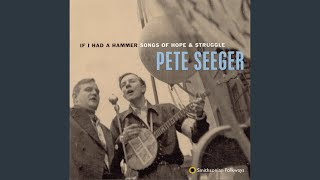 IF I HAD A HAMMER SONGS OF HOPE & STRUGGLE
PETE SEEGER
Smithsonian Folkways